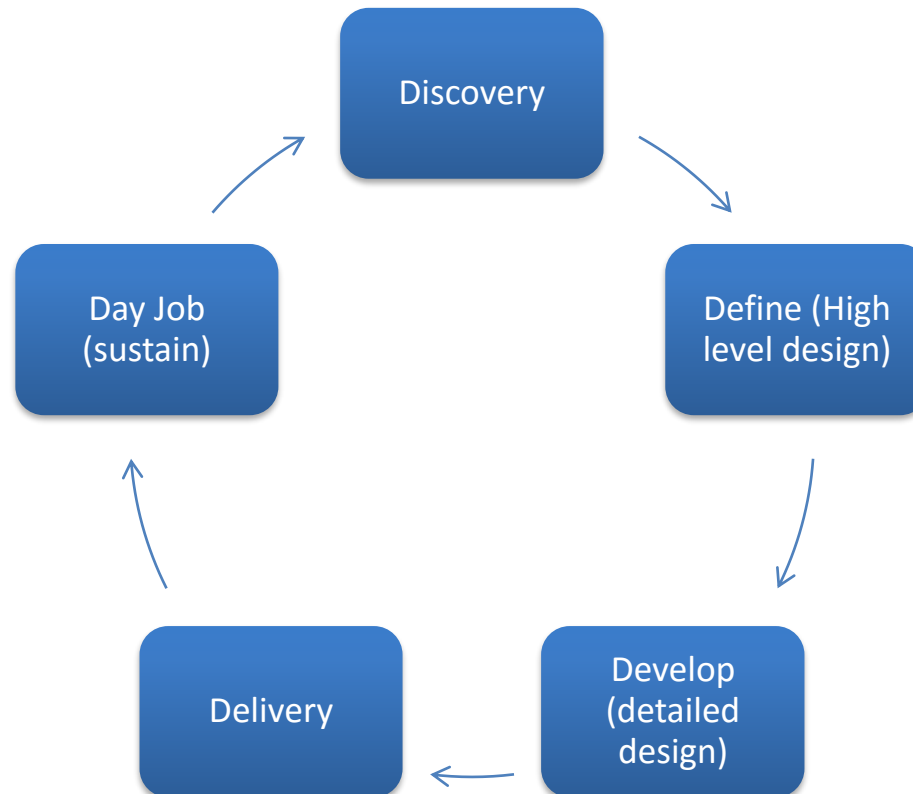 Discovery
Define (High
level design)
Develop
(detailed
design)
Delivery
Day Job
(sustain)